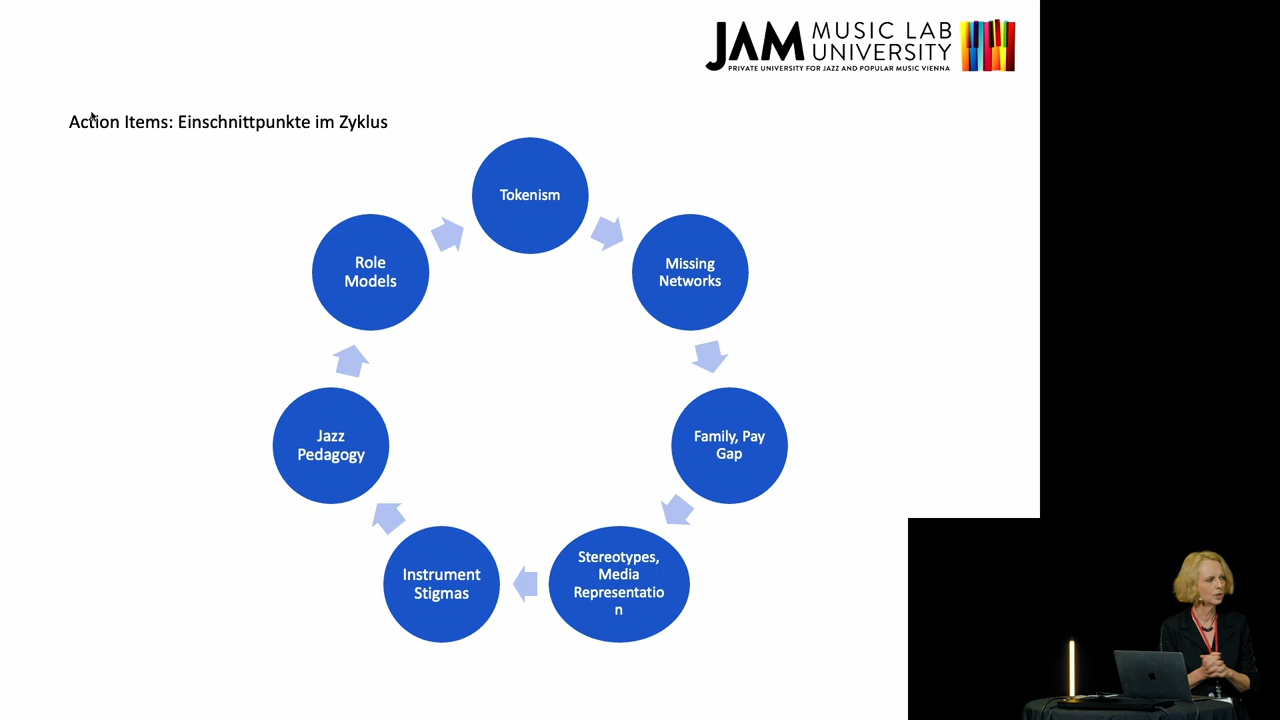 JAM MUSIC LAB
UNIVERSITY
PRIVATE UNIVERSITY FOR JAZZ AND POPULAR MUSIC VIENNA
Action Items: Einschnittpunkte im Zyklus
Tokenism
Missing
Networks
Family, Pay
Gap
Stereotypes,
Media
Representatio
n
Instrument
Stigmas
Jazz
Pedagogy
Role
Models